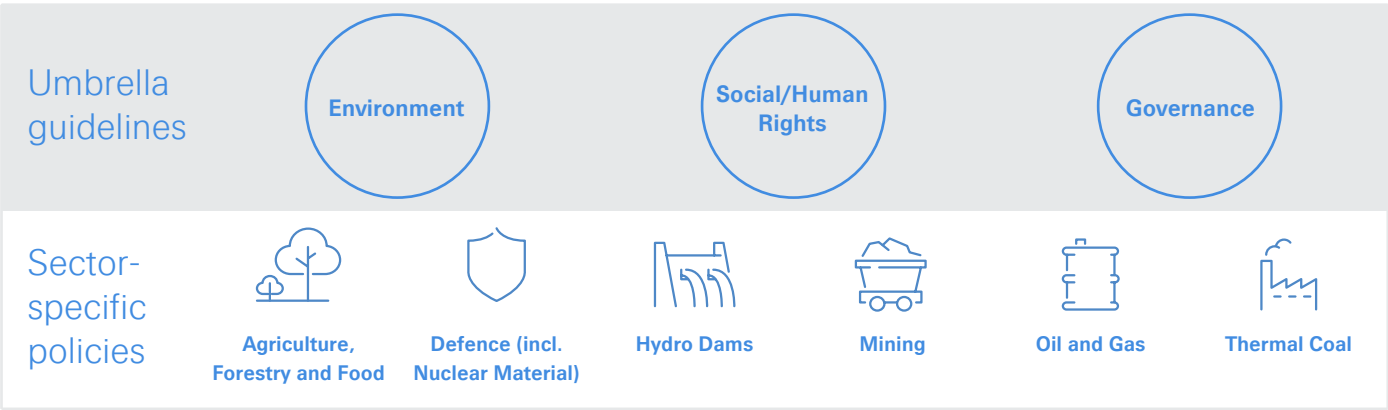 Umbrella
guidelines
Environment
Social/Human
Rights
Governance
Sector-
specific
policies
Agriculture,
Forestry and Food
Defence (incl.
Nuclear Material)
Hydro Dams
Mining
Oil and Gas
Thermal Coal